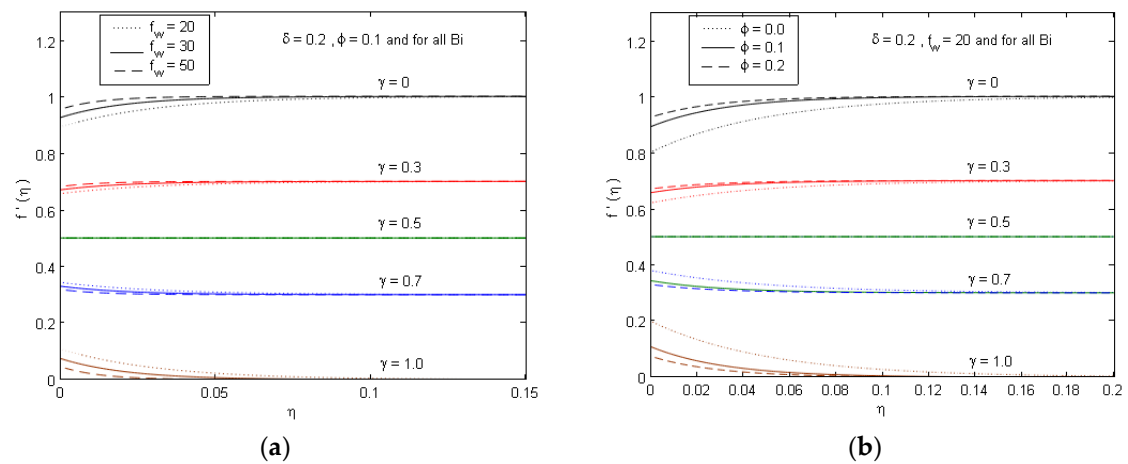 f_w = 20
f_w = 30
f_w = 50
δ = 0.2 , ϕ = 0.1 and for all Bi
γ = 0
γ = 0.3
γ = 0.5
γ = 0.7
γ = 1.0
f ' (η)
1.2
1
0.8
0.6
0.4
0.2
0
0 0.05 0.1 0.15
η
(a)
ϕ = 0.0
ϕ = 0.1
ϕ = 0.2
δ = 0.2, f_w = 20 and for all Bi
γ = 0
γ = 0.3
γ = 0.5
γ = 0.7
γ = 1.0
f ' (η)
1.2
1
0.8
0.6
0.4
0.2
0
0 0.02 0.04 0.06 0.08 0.1 0.12 0.14 0.16 0.18 0.2
η
(b)